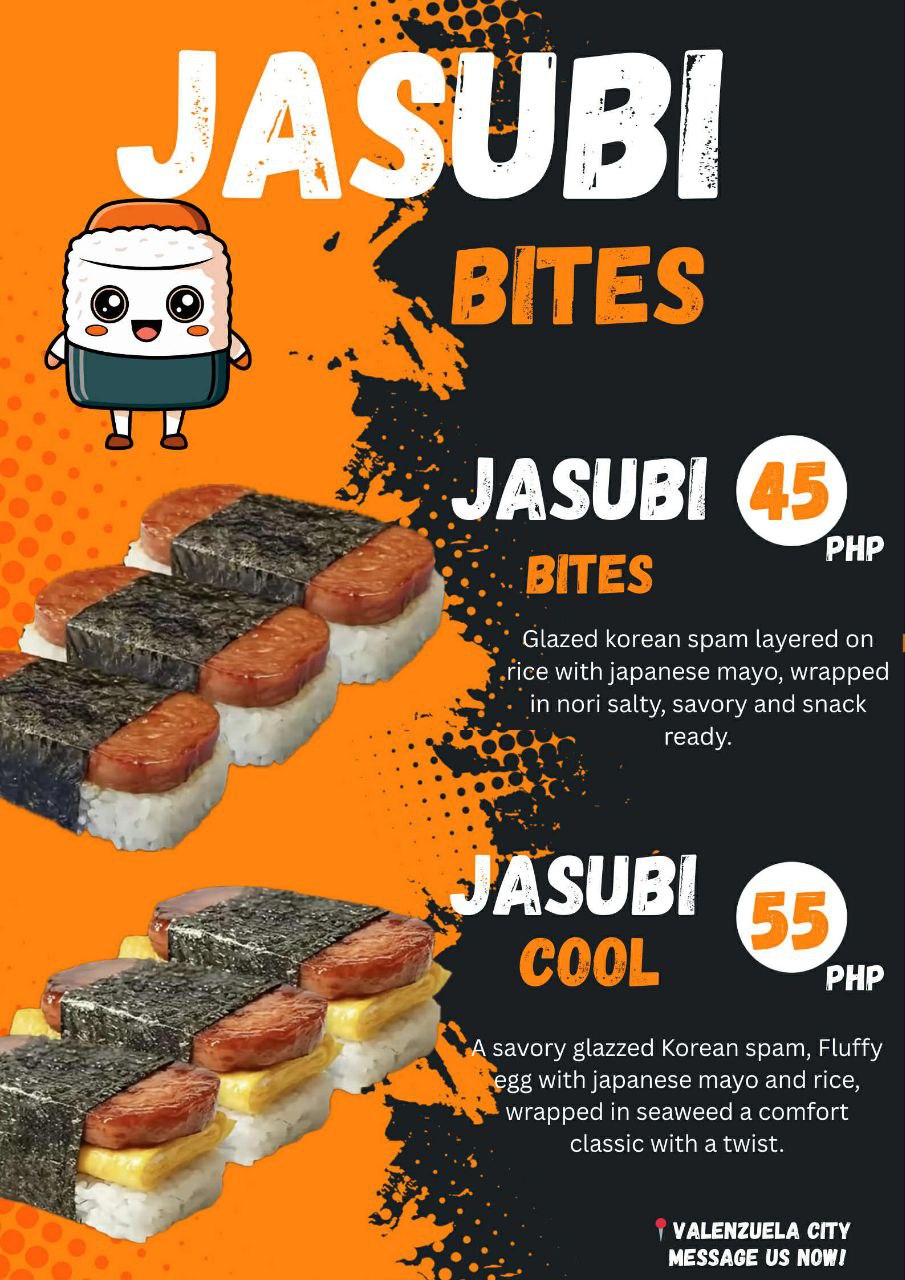 JASUBI
BITES
JASUBI
45
PHP
BITES
Glazed korean spam layered on
rice with japanese mayo, wrapped
in nori salty, savory and snack
ready.
JASUBI
55
PHP
COOL
A savory glazzed Korean spam, Fluffy
egg with japanese mayo and rice,
wrapped in seaweed a comfort
classic with a twist.
📍VALENZUELA CITY
MESSAGE US NOW!